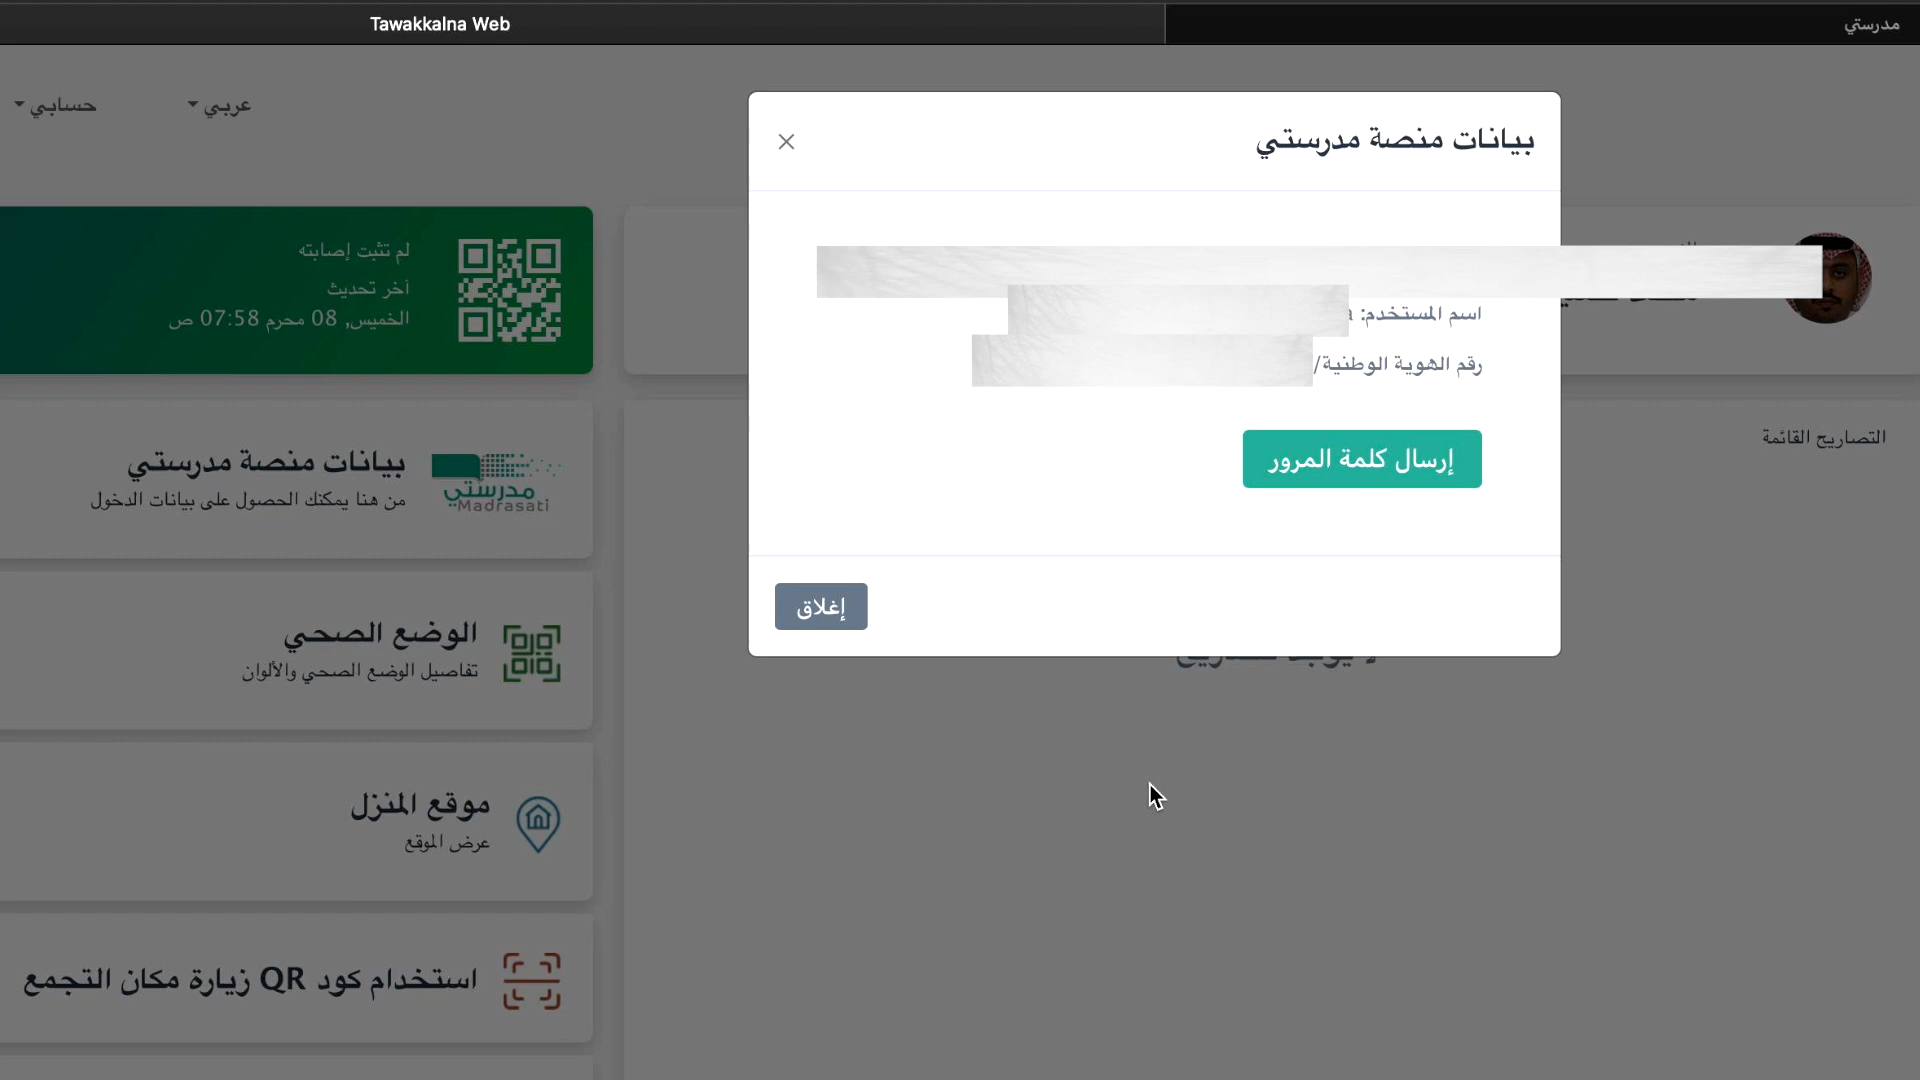 مدرستي
Tawakkalna Web
عربي
حسابي
بيانات منصة مدرستي
اسم المستخدم:
رقم الهوية الوطنية/
إرسال كلمة المرور
إغلاق
التصاريح القائمة
لم تثبت إصابته
آخر تحديث
الخميس, 08 محرم 07:58 ص
مدرستي
Madrasati
بيانات منصة مدرستي
من هنا يمكنك الحصول على بيانات الدخول
الوضع الصحي
تفاصيل الوضع الصحي والألوان
موقع المنزل
عرض الموقع
استخدام كود QR زيارة مكان التجمع